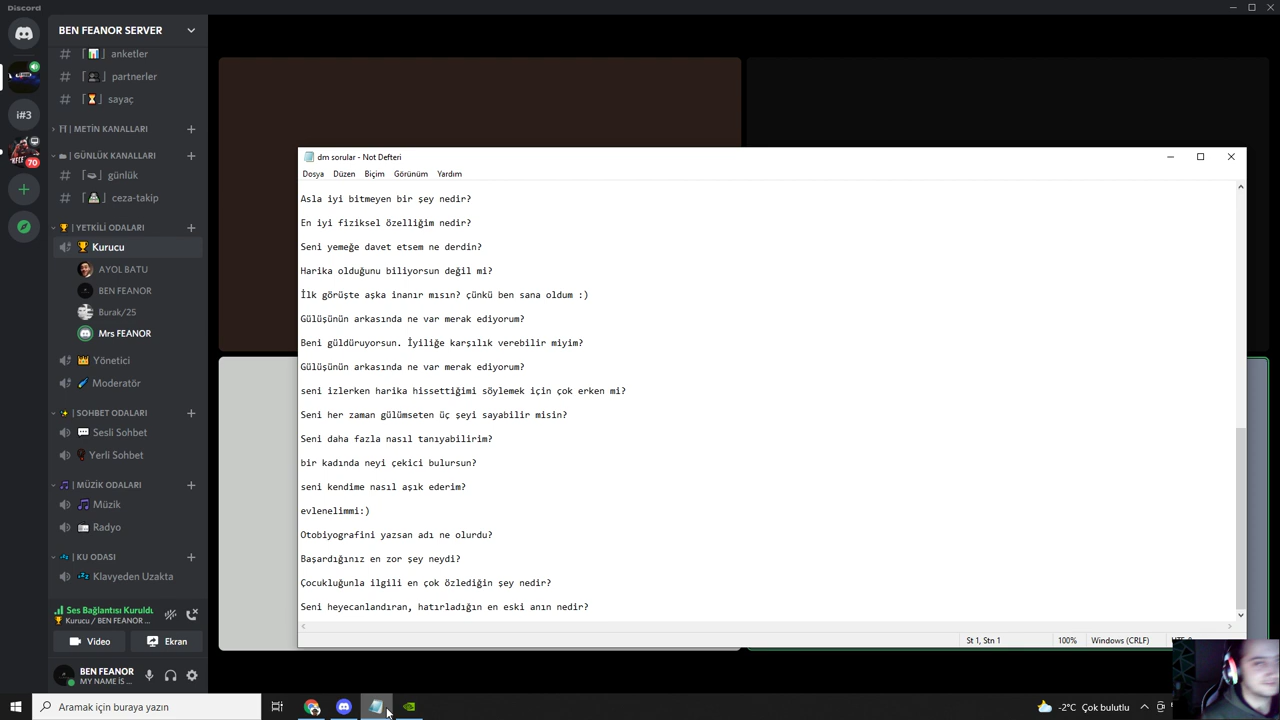 Discord
BEN FEANOR SERVER
anketler
partnerler
sayaç
METİN KANALLARI
GÜNLÜK KANALLARI
günlük
ceza-takip
YETKİLİ ODALARI
Kurucu
AYOL BATU
BEN FEANOR
Burak/25
Mrs FEANOR
Yönetici
Moderatör
SOHBET ODALARI
Sesli Sohbet
Yerli Sohbet
MÜZİK ODALARI
Müzik
Radyo
KU ODASI
Klavyeden Uzakta
Ses Bağlantısı Kuruldu
Kurucu / BEN FEANOR ...
Video
Ekran
BEN FEANOR
MY NAME İS ...
i#3
70
dm sorular - Not Defteri
Dosya Düzen Biçim Görünüm Yardım
Asla iyi bitmeyen bir şey nedir?
En iyi fiziksel özelliğim nedir?
Seni yemeğe davet etsem ne derdin?
Harika olduğunu biliyorsun değil mi?
İlk görüşte aşka inanır mısın? çünkü ben sana oldum :)
Gülüşünün arkasında ne var merak ediyorum?
Beni güldürüyorsun. İyiliğe karşılık verebilir miyim?
Gülüşünün arkasında ne var merak ediyorum?
seni izlerken harika hissettiğimi söylemek için çok erken mi?
Seni her zaman gülümseten üç şeyi sayabilir misin?
Seni daha fazla nasıl tanıyabilirim?
bir kadında neyi çekici bulursun?
seni kendime nasıl aşık ederim?
evlenelimmi:)
Otobiyografini yazsan adı ne olurdu?
Başardığınız en zor şey neydi?
Çocukluğunla ilgili en çok özlediğin şey nedir?
Seni heyecanlandıran, hatırladığın en eski anın nedir?
St 1, Stn 1 100% Windows (CRLF)
Aramak için buraya yazın
-2°C Çok bulutlu